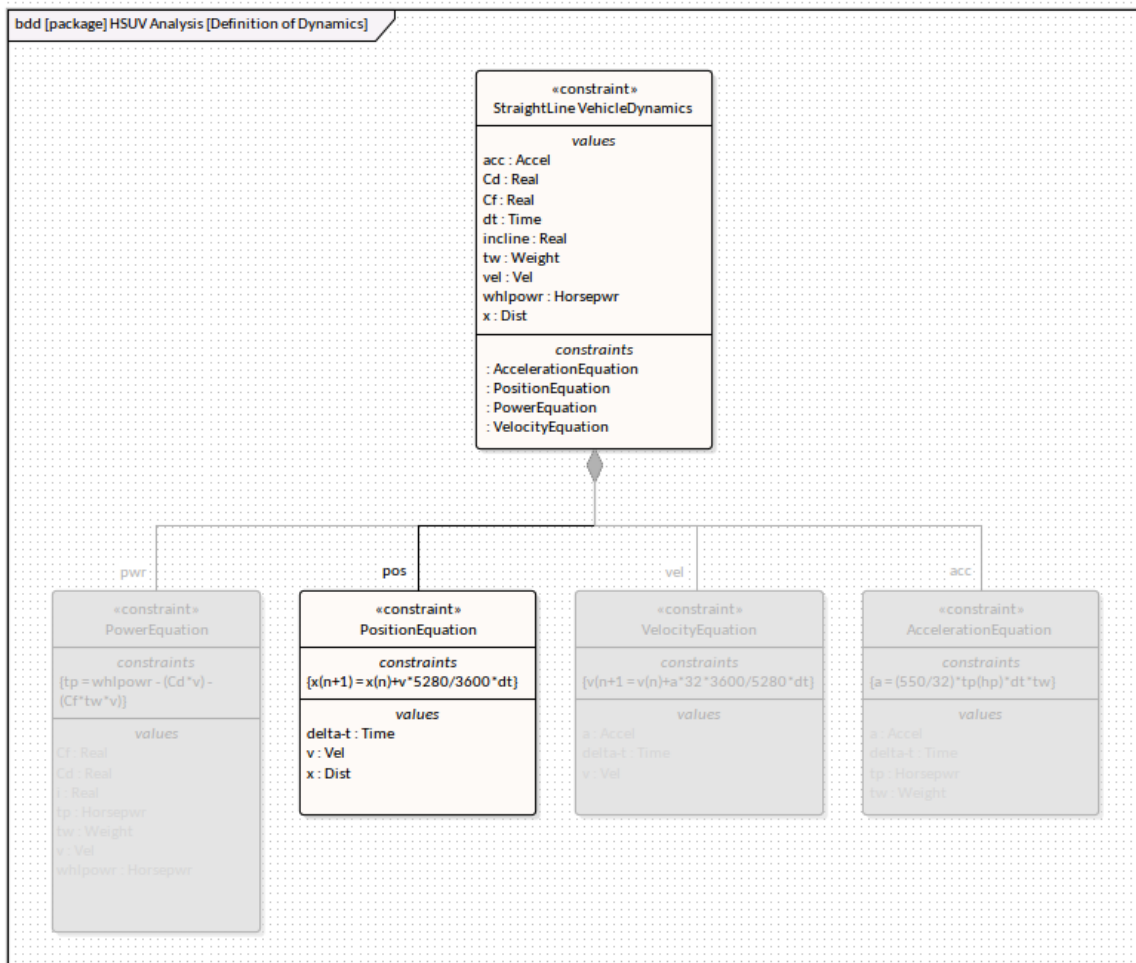 bdd [package] HSUV Analysis [Definition of Dynamics]
«constraint»
StraightLineVehicleDynamics
values
acc : Accel
Cd : Real
Cf : Real
dt : Time
incline : Real
tw : Weight
vel : Vel
whlpowr : Horsepwr
x : Dist
constraints
: AccelerationEquation
: PositionEquation
: PowerEquation
: VelocityEquation
pwr
pos
vel
acc
«constraint»
PowerEquation
constraints
{tp = whlpowr - (Cd*v) -
(Cf*tw*v)}
values
Cf : Real
Cd : Real
i : Real
tp : Horsepwr
tw : Weight
v : Vel
whlpowr : Horsepwr
«constraint»
PositionEquation
constraints
{x(n+1) = x(n)+v*5280/3600*dt}
values
delta-t : Time
v : Vel
x : Dist
«constraint»
VelocityEquation
constraints
{v(n+1 = v(n)+a*32*3600/5280*dt}
values
a : Accel
delta-t : Time
v : Vel
«constraint»
AccelerationEquation
constraints
{a = (550/32)*tp(hp)*dt*tw}
values
a : Accel
delta-t : Time
tp : Horsepwr
tw : Weight